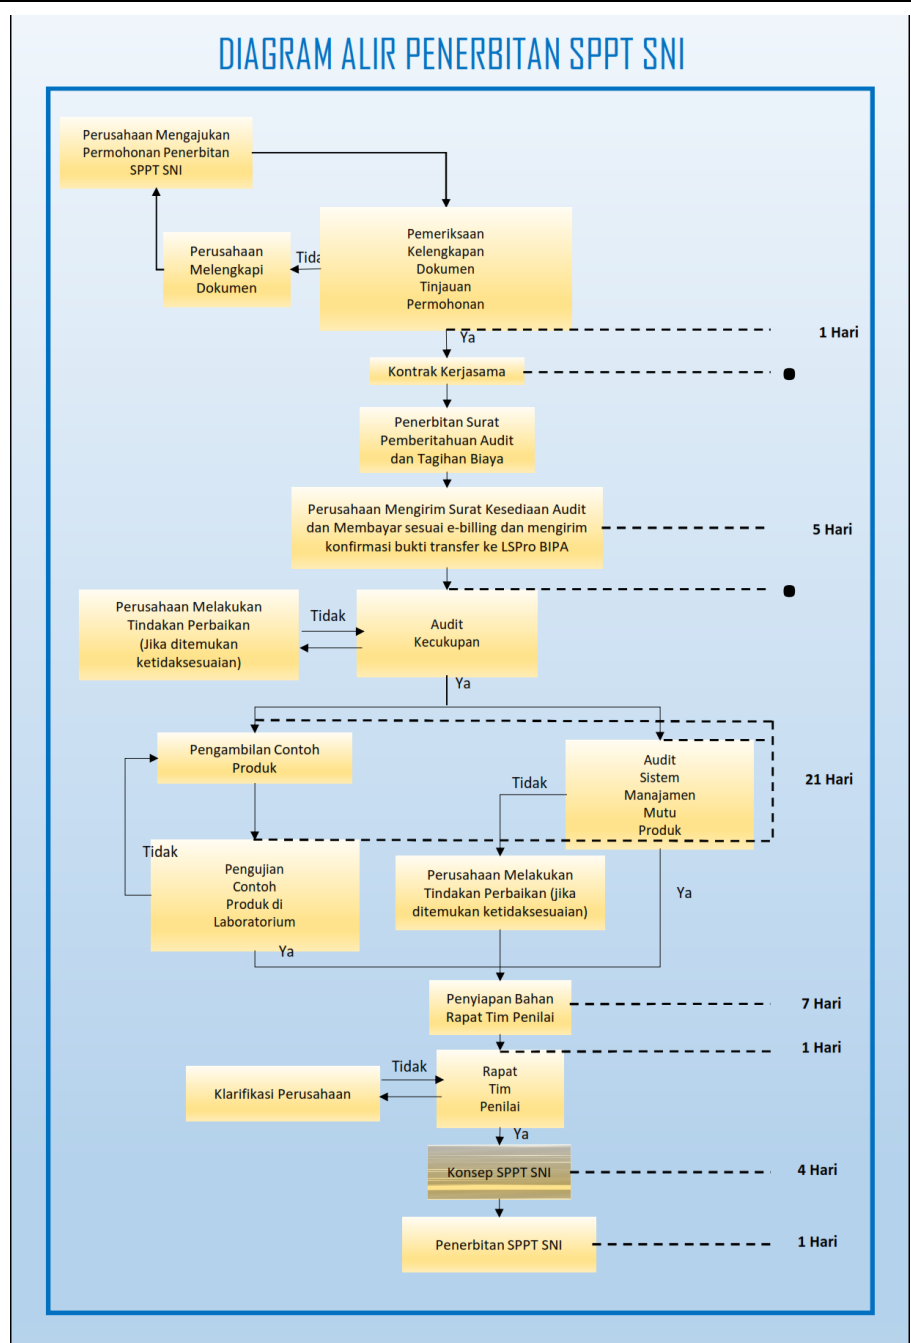 DIAGRAM ALIR PENERBITAN SPPT SNI
Perusahaan Mengajukan
Permohonan Penerbitan
SPPT SNI
Pemeriksaan
Kelengkapan
Dokumen
Tinjauan
Permohonan
Perusahaan
Melengkapi
Dokumen
1 Hari
Ya
Kontrak Kerjasama
Penerbitan Surat
Pemberitahuan Audit
dan Tagihan Biaya
Perusahaan Mengirim Surat Kesediaan Audit
dan Membayar sesuai e-billing dan mengirim
konfirmasi bukti transfer ke LSPro BIPA
5 Hari
Perusahaan Melakukan
Tindakan Perbaikan
(Jika ditemukan
ketidaksesuaian)
Tidak
Audit
Kecukupan
Ya
Pengambilan Contoh
Produk
Audit
Sistem
Manajamen
Mutu
Produk
21 Hari
Tidak
Tidak
Pengujian
Contoh
Produk di
Laboratorium
Perusahaan Melakukan
Tindakan Perbaikan (jika
ditemukan ketidaksesuaian)
Ya
Ya
Penyiapan Bahan
Rapat Tim Penilai
7 Hari
1 Hari
Tidak
Klarifikasi Perusahaan
Rapat
Tim
Penilai
Ya
Konsep SPPT SNI
4 Hari
Penerbitan SPPT SNI
1 Hari